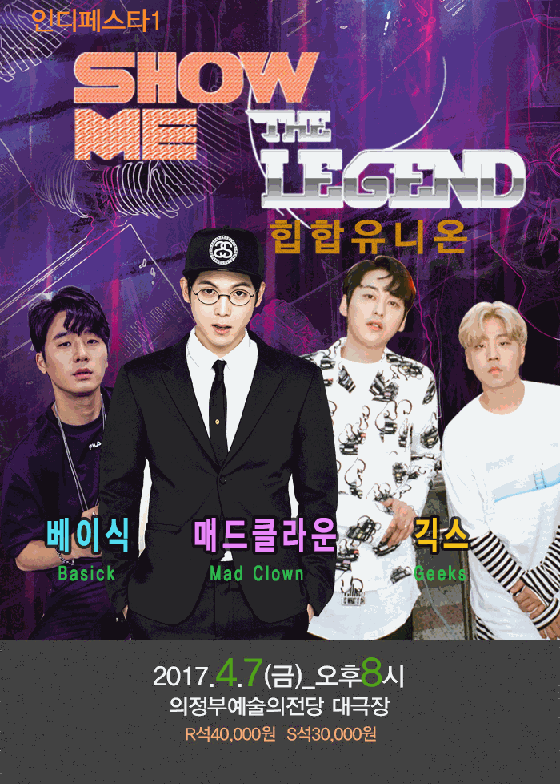 인디페스타1
SHOW
ME THE
LEGEND
힙합유니온
FILA
베이식 매드클라운 긱스
Basick Mad Clown Geeks
2017.4.7(금)_오후8시
의정부예술의전당 대극장
R석40,000원 S석30,000원